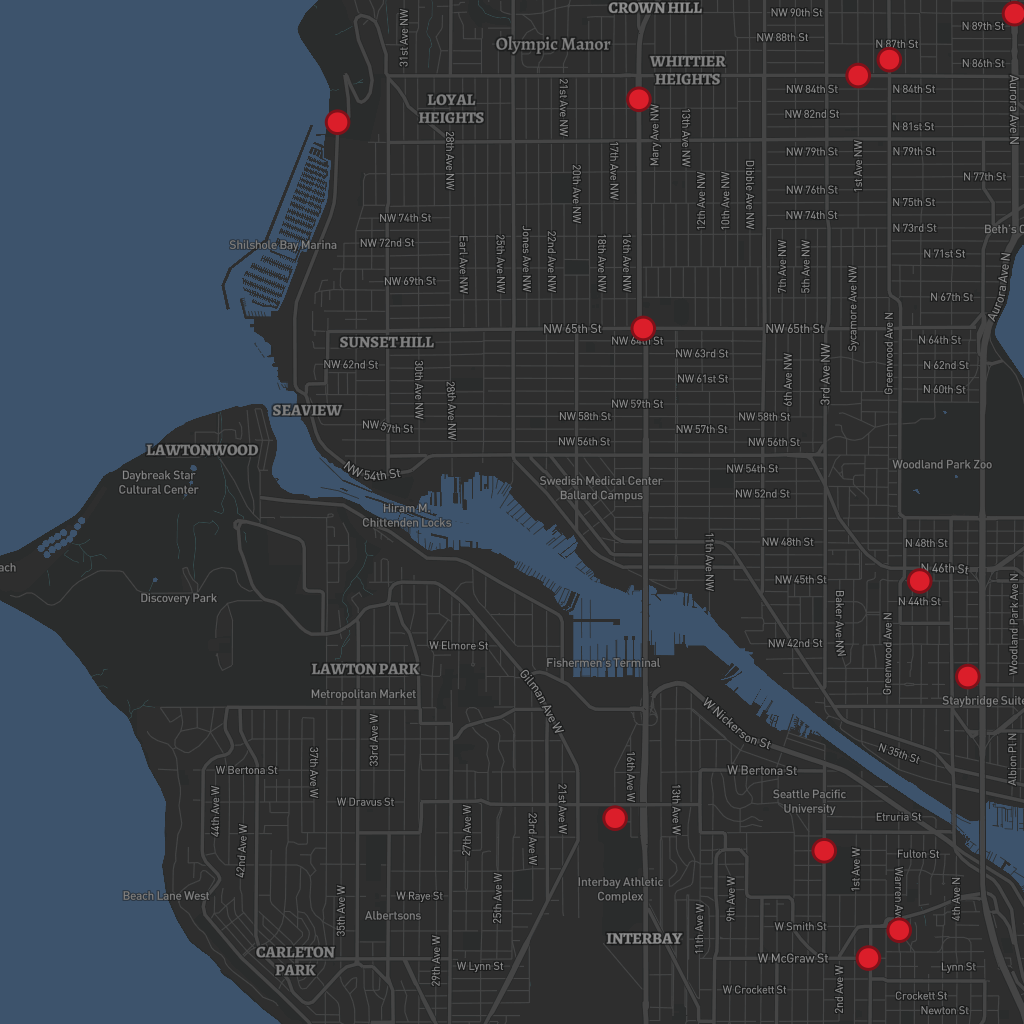 CROWN HILL
NW 90th St
N 89th St
31st Ave NW
Olympic Manor
NW 88th St
N 87th St
WHITTIER
HEIGHTS
N 86th St
LOYAL
HEIGHTS
21st Ave NW
NW 84th St
N 84th St
Aurora Ave N
Mary Ave NW
13th Ave NW
NW 82nd St
N 81st St
28th Ave NW
17th Ave NW
NW 79th St
1st Ave NW
N 79th St
20th Ave NW
12th Ave NW
10th Ave NW
Dibble Ave NW
NW 76th St
N 77th St
N 75th St
NW 74th St
NW 74th St
N 73rd St
Shilshole Bay Marina
NW 72nd St
Earl Ave NW
25th Ave NW
Jones Ave NW
22nd Ave NW
18th Ave NW
16th Ave NW
7th Ave NW
5th Ave NW
N 71st St
NW 69th St
Sycamore Ave NW
Aurora Ave N
N 67th St
NW 65th St
NW 65th St
SUNSET HILL
NW 64th St
N 64th St
Greenwood Ave N
NW 62nd St
NW 63rd St
N 62nd St
30th Ave NW
28th Ave NW
NW 61st St
6th Ave NW
3rd Ave NW
N 60th St
SEAVIEW
NW 59th St
NW 57th St
NW 58th St
NW 58th St
NW 57th St
LAWTONWOOD
NW 56th St
NW 56th St
Daybreak Star
Cultural Center
NW 54th St
Swedish Medical Center
Ballard Campus
NW 54th St
Woodland Park Zoo
NW 52nd St
Hiram M.
Chittenden Locks
11th Ave NW
NW 48th St
N 48th St
ach
N 46th St
NW 45th St
Discovery Park
Baker Ave NW
N 44th St
Woodland Park Ave N
Greenwood Ave N
W Elmore St
NW 42nd St
LAWTON PARK
Fishermen's Terminal
Metropolitan Market
Gilman Ave W
Staybridge Suite
33rd Ave W
W Nickerson St
37th Ave W
16th Ave W
N 35th St
Albion Pl N
W Bertona St
W Bertona St
44th Ave W
W Dravus St
21st Ave W
13th Ave W
Seattle Pacific
University
42nd Ave W
27th Ave W
23rd Ave W
Etruria St
Fulton St
1st Ave W
Beach Lane West
35th Ave W
W Raye St
25th Ave W
Interbay Athletic
Complex
9th Ave W
4th Ave N
Albertsons
11th Ave W
W Smith St
CARLETON
PARK
29th Ave W
INTERBAY
W McGraw St
W Lynn St
Lynn St
2nd Ave W
W Crockett St
Crockett St
Newton St